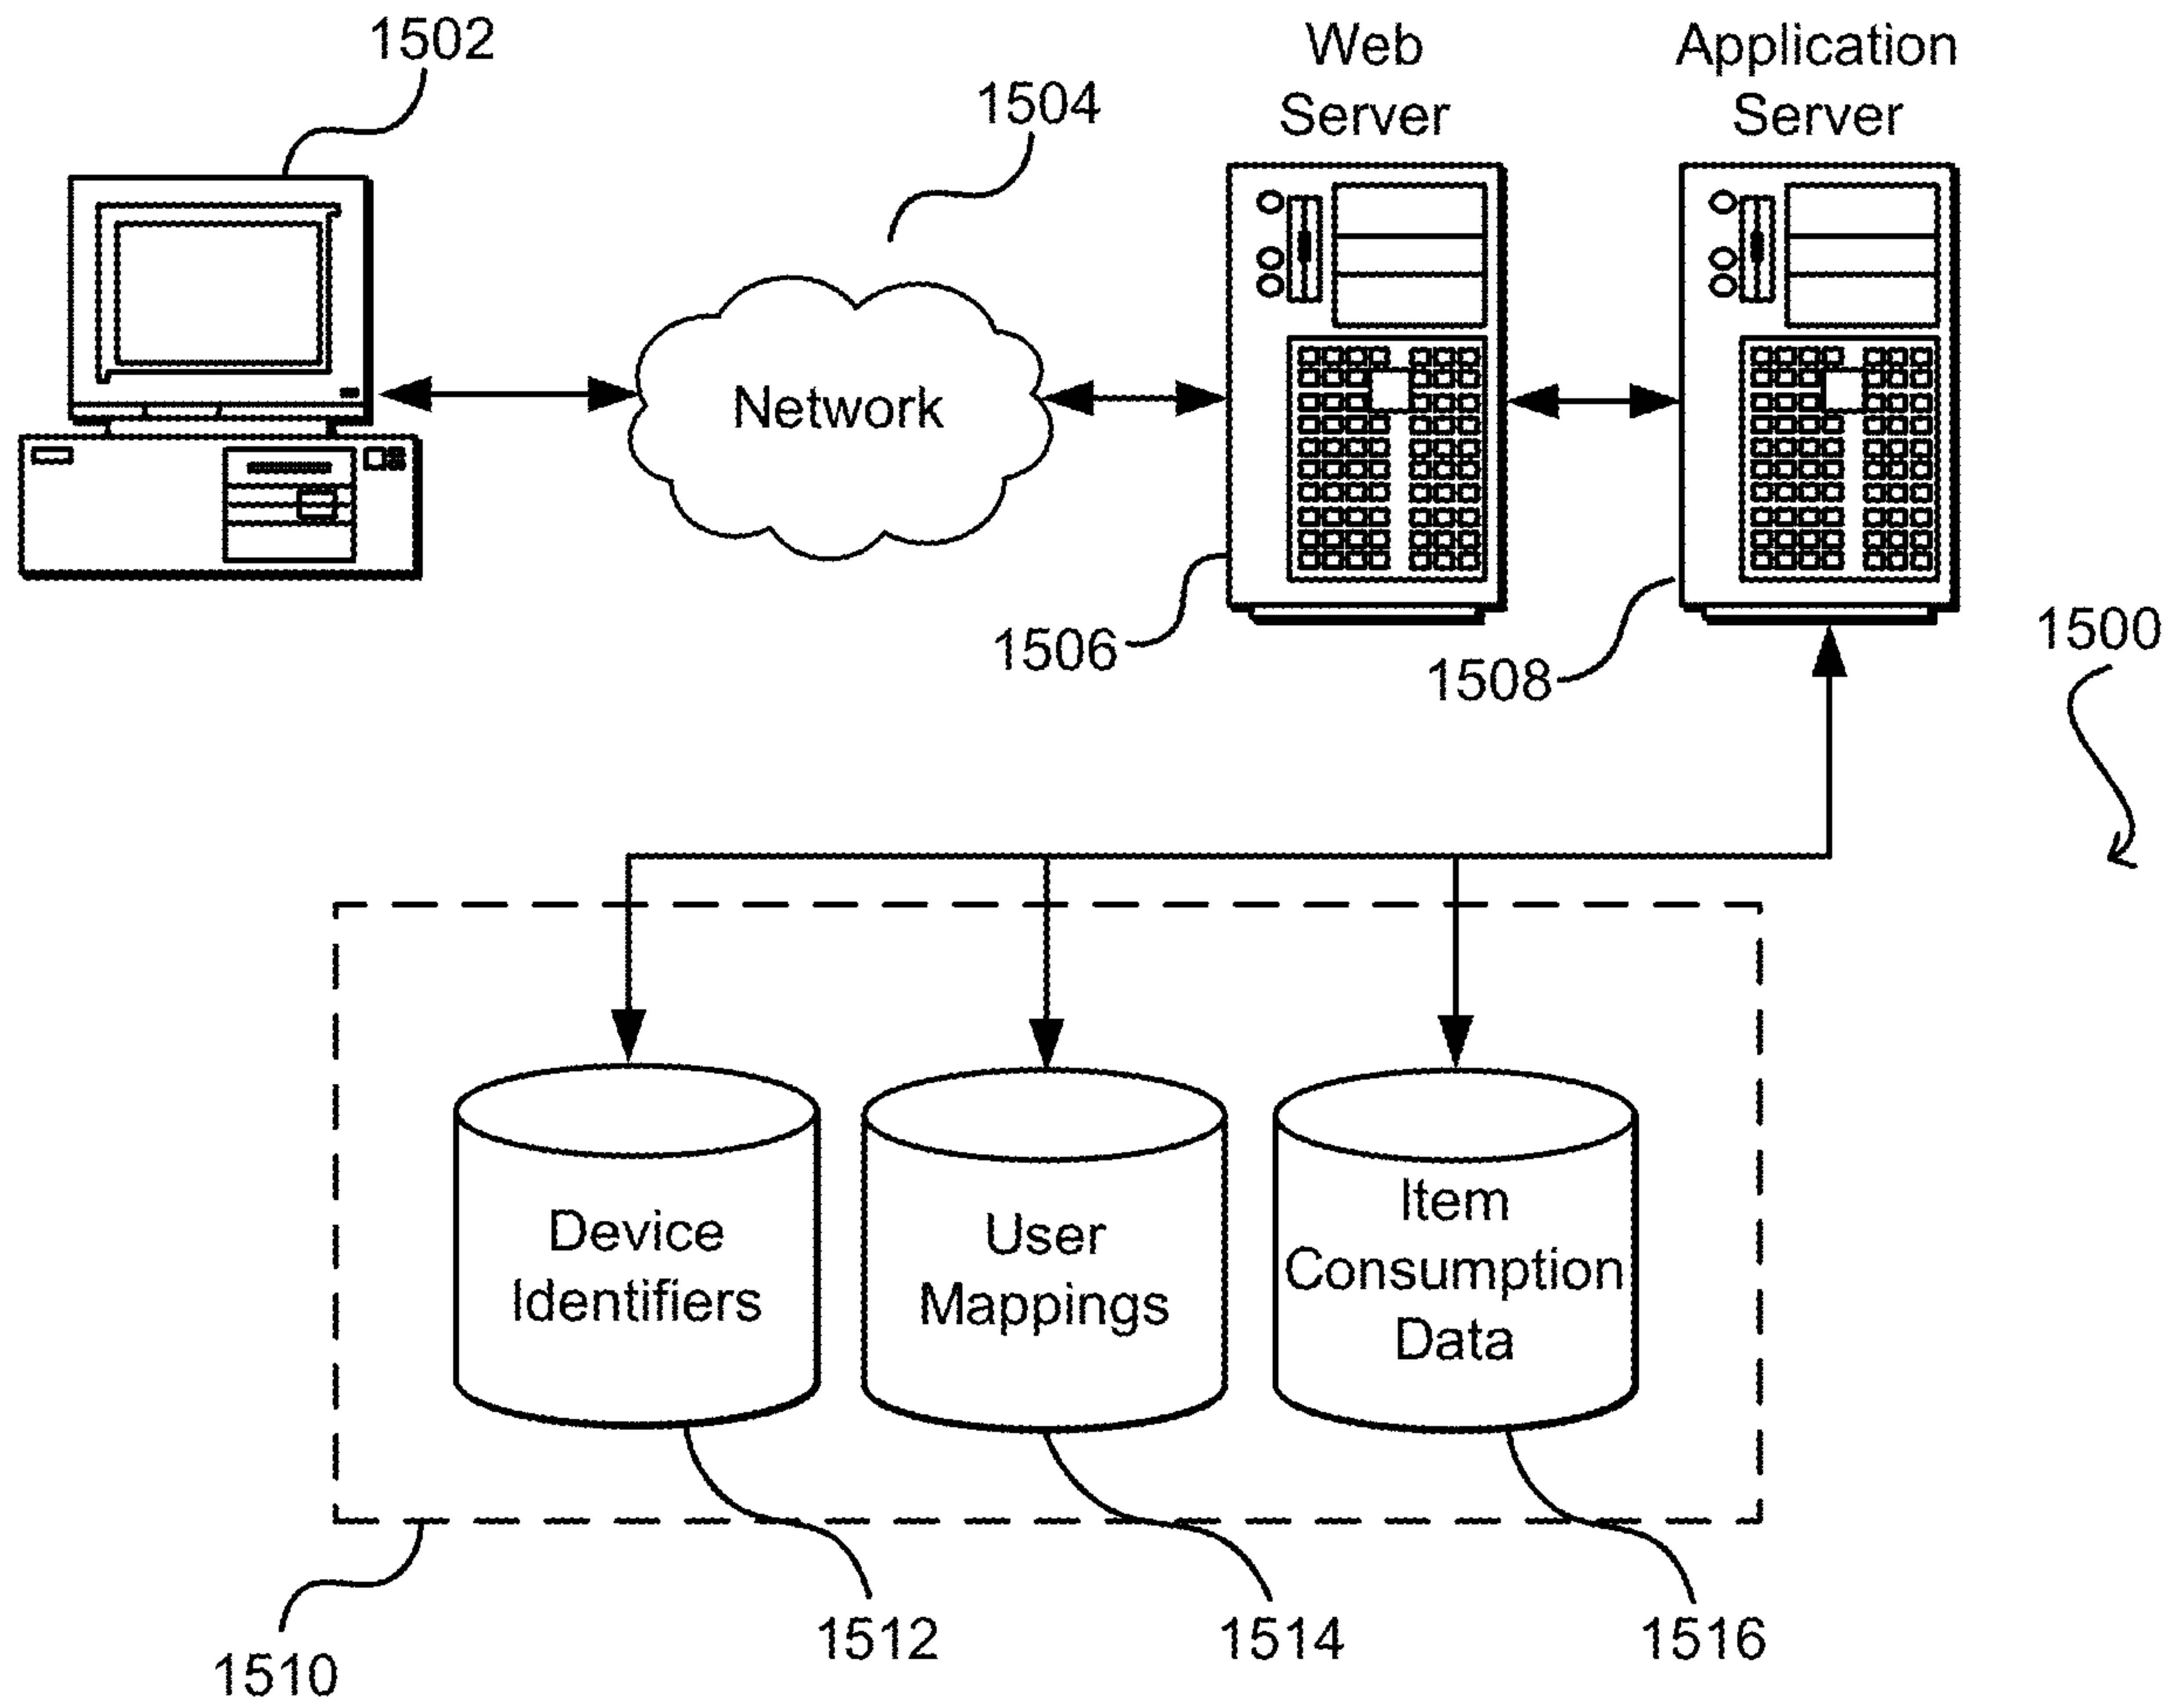 1502
1504
Web
Server
Application
Server
Network
1506
1508
1500
Device
Identifiers
User
Mappings
Item
Consumption
Data
1510
1512
1514
1516